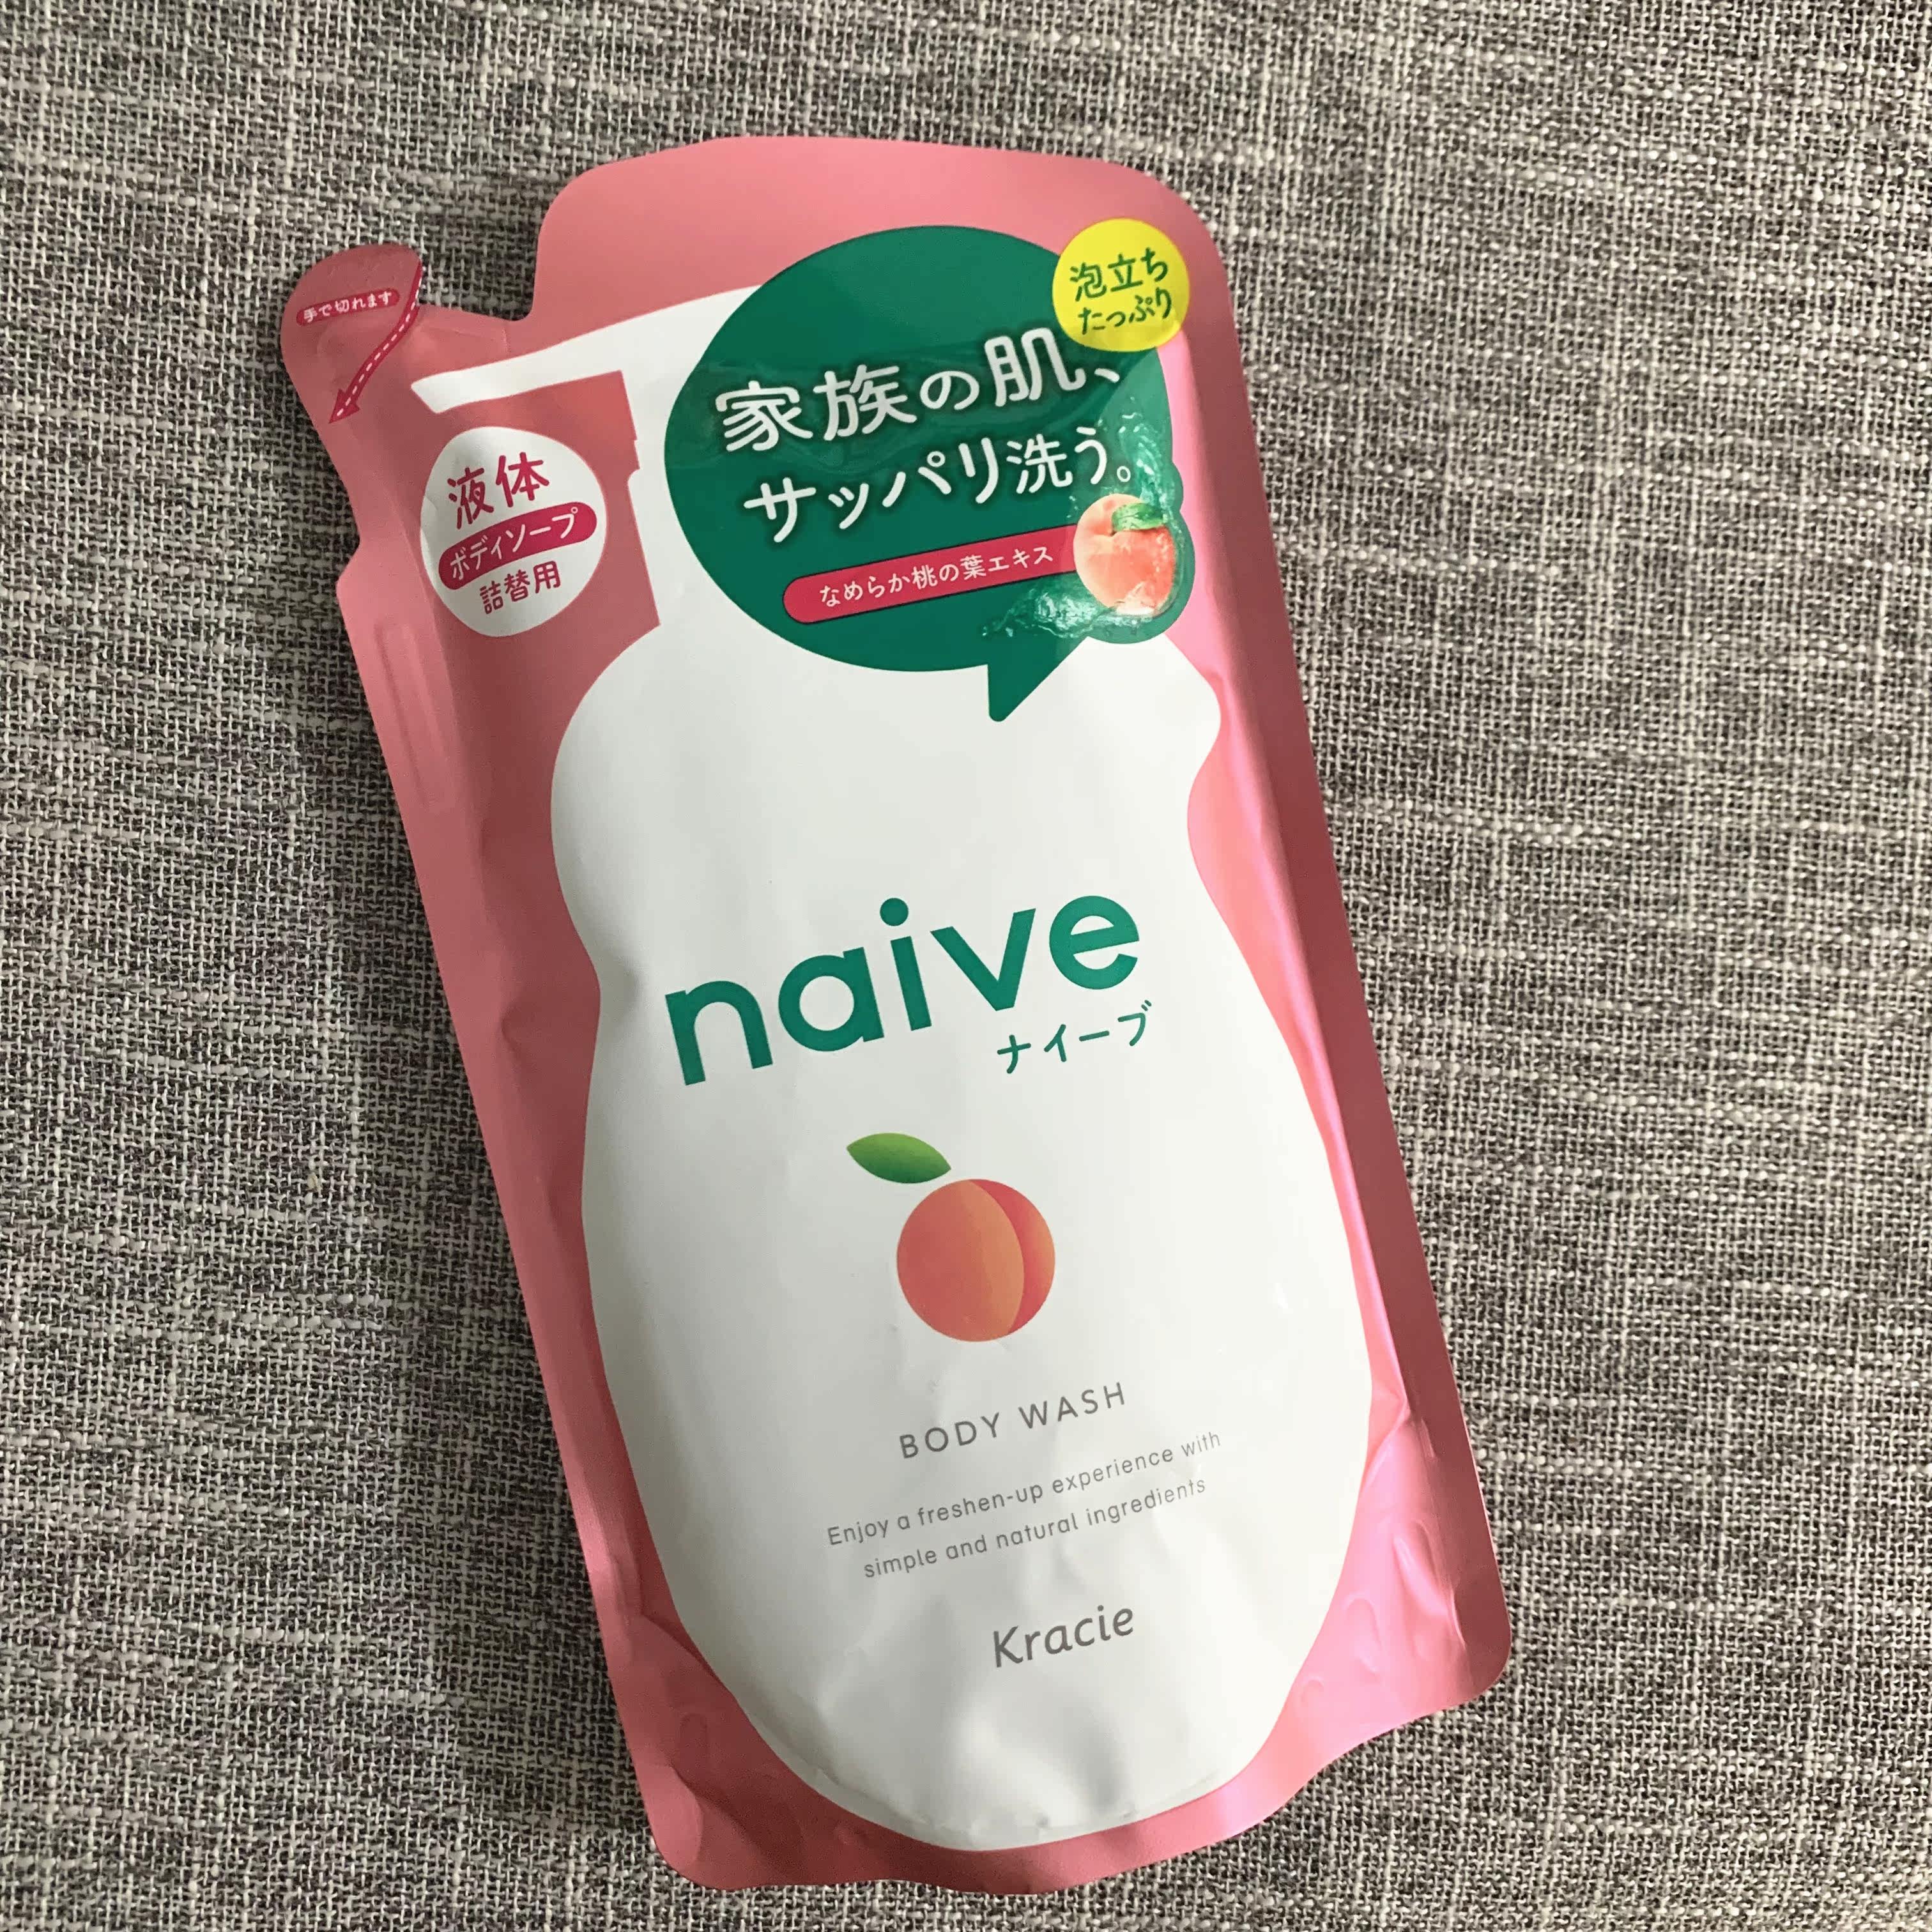 手で切れます
泡立ち
たっぷり
家族の肌、
サッパリ洗う。
なめらか桃の葉エキス
液体
ボディソープ
詰替用
naive
ナイーブ
BODY WASH
Enjoy a freshen-up experience with
simple and natural ingredients
Kracie